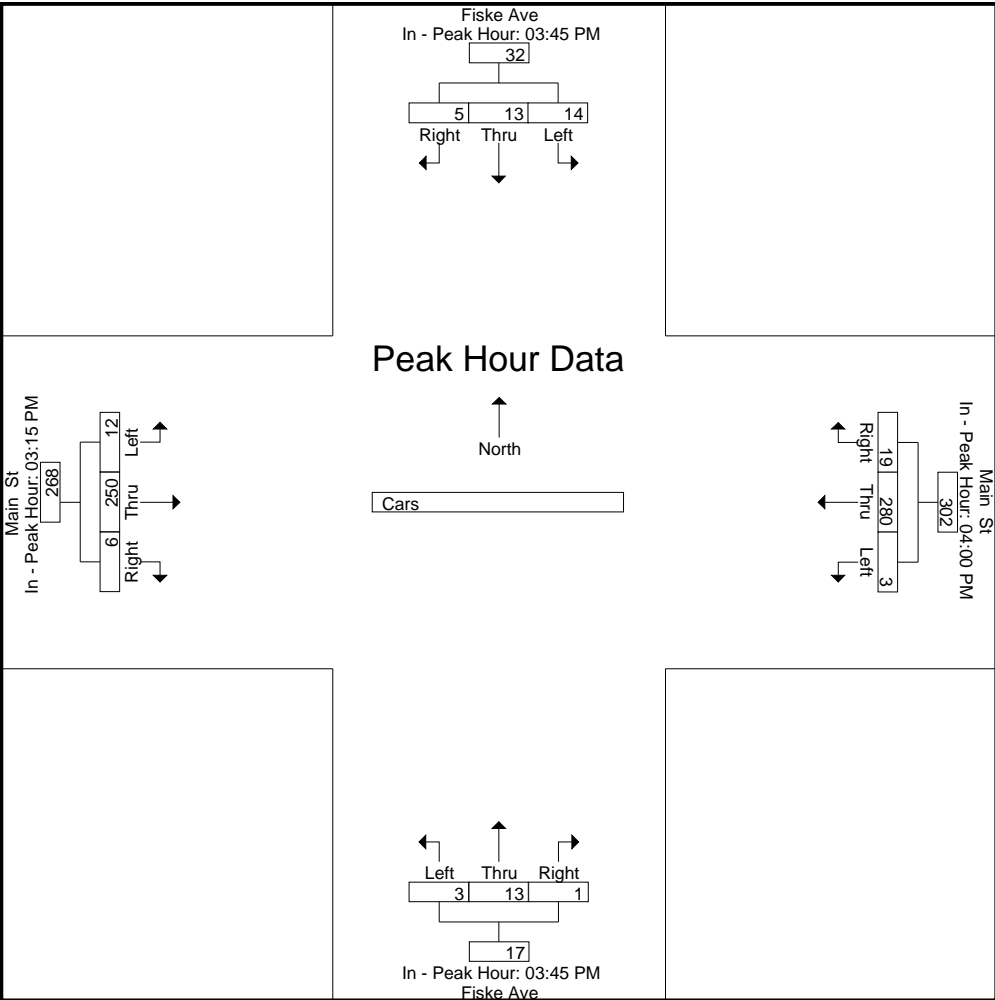 Fiske Ave
In - Peak Hour: 03:45 PM
32
5 13 14
Right Thru Left
Peak Hour Data
North
Cars
Main St
In - Peak Hour: 03:15 PM
268
12 250 6
Left Thru Right
Right Thru Left
19 280 3
302
In - Peak Hour: 04:00 PM
Main St
Left Thru Right
3 13 1
17
In - Peak Hour: 03:45 PM
Fiske Ave